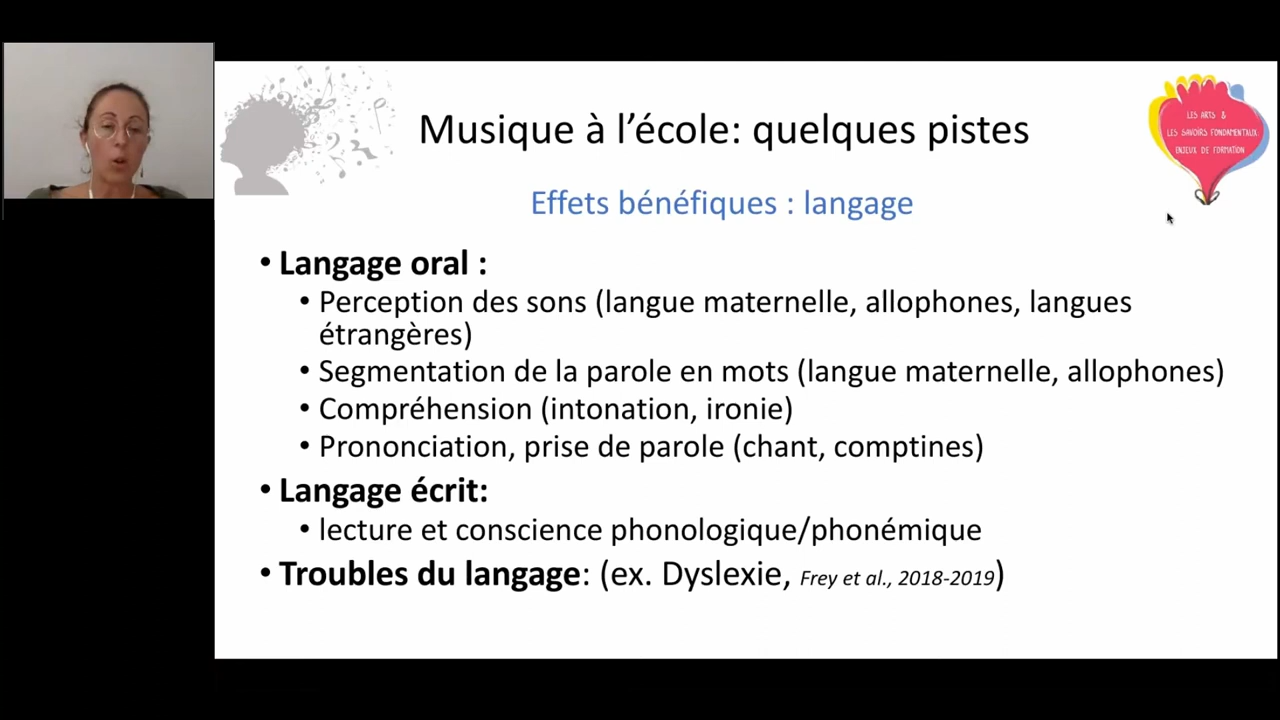 Musique à l’école: quelques pistes
LES ARTS &
LES SAVOIRS FONDAMENTAUX
ENJEUX DE FORMATION
Effets bénéfiques : langage
• Langage oral :
• Perception des sons (langue maternelle, allophones, langues
étrangères)
• Segmentation de la parole en mots (langue maternelle, allophones)
• Compréhension (intonation, ironie)
• Prononciation, prise de parole (chant, comptines)
• Langage écrit:
• lecture et conscience phonologique/phonémique
• Troubles du langage: (ex. Dyslexie, Frey et al., 2018-2019)